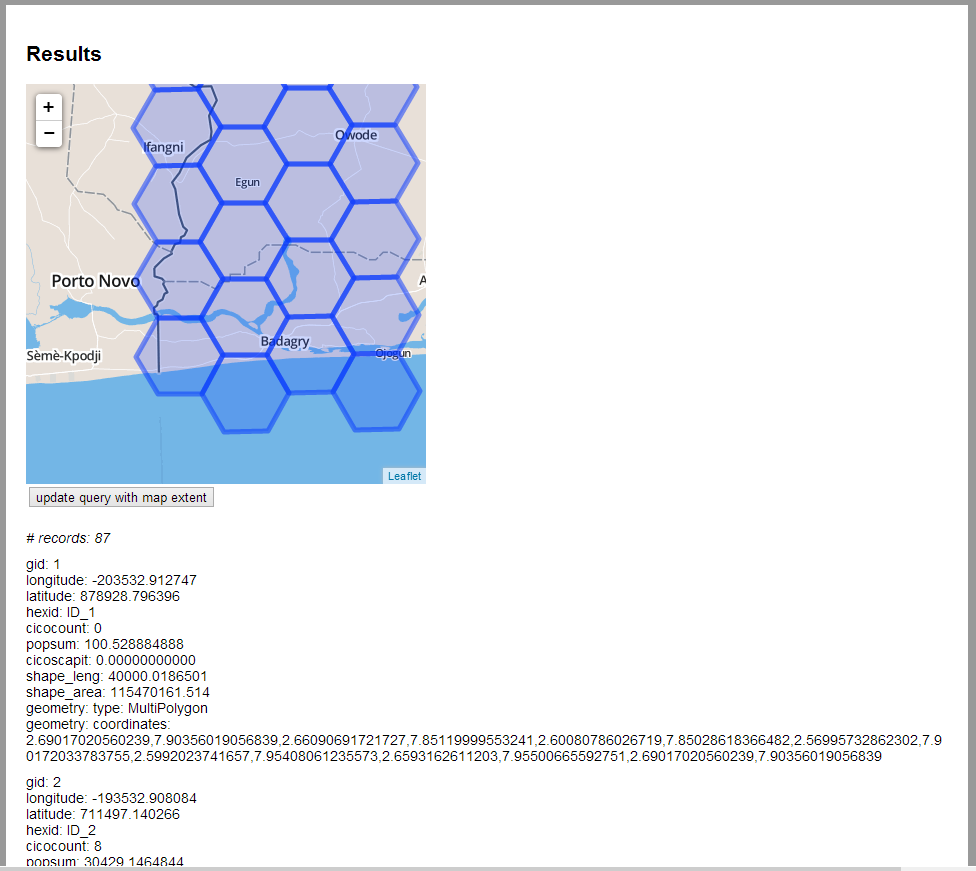 Results
+
−
Ifangni
Owode
Egun
Porto Novo
A
Badagry
Sèmè-Kpodji
Ojogun
Leaflet
update query with map extent
# records: 87
gid: 1
longitude: -203532.912747
latitude: 878928.796396
hexid: ID_1
cicocount: 0
popsum: 100.528884888
cicoscapit: 0.00000000000
shape_leng: 40000.0186501
shape_area: 115470161.514
geometry: type: MultiPolygon
geometry: coordinates:
2.69017020560239,7.90356019056839,2.66090691721727,7.85119999553241,2.60080786026719,7.85028618366482,2.56995732862302,7.9
0172033783755,2.5992023741657,7.95408061235573,2.6593162611203,7.95500665592751,2.69017020560239,7.90356019056839
gid: 2
longitude: -193532.908084
latitude: 711497.140266
hexid: ID_2
cicocount: 8
popsum: 30429.1464844